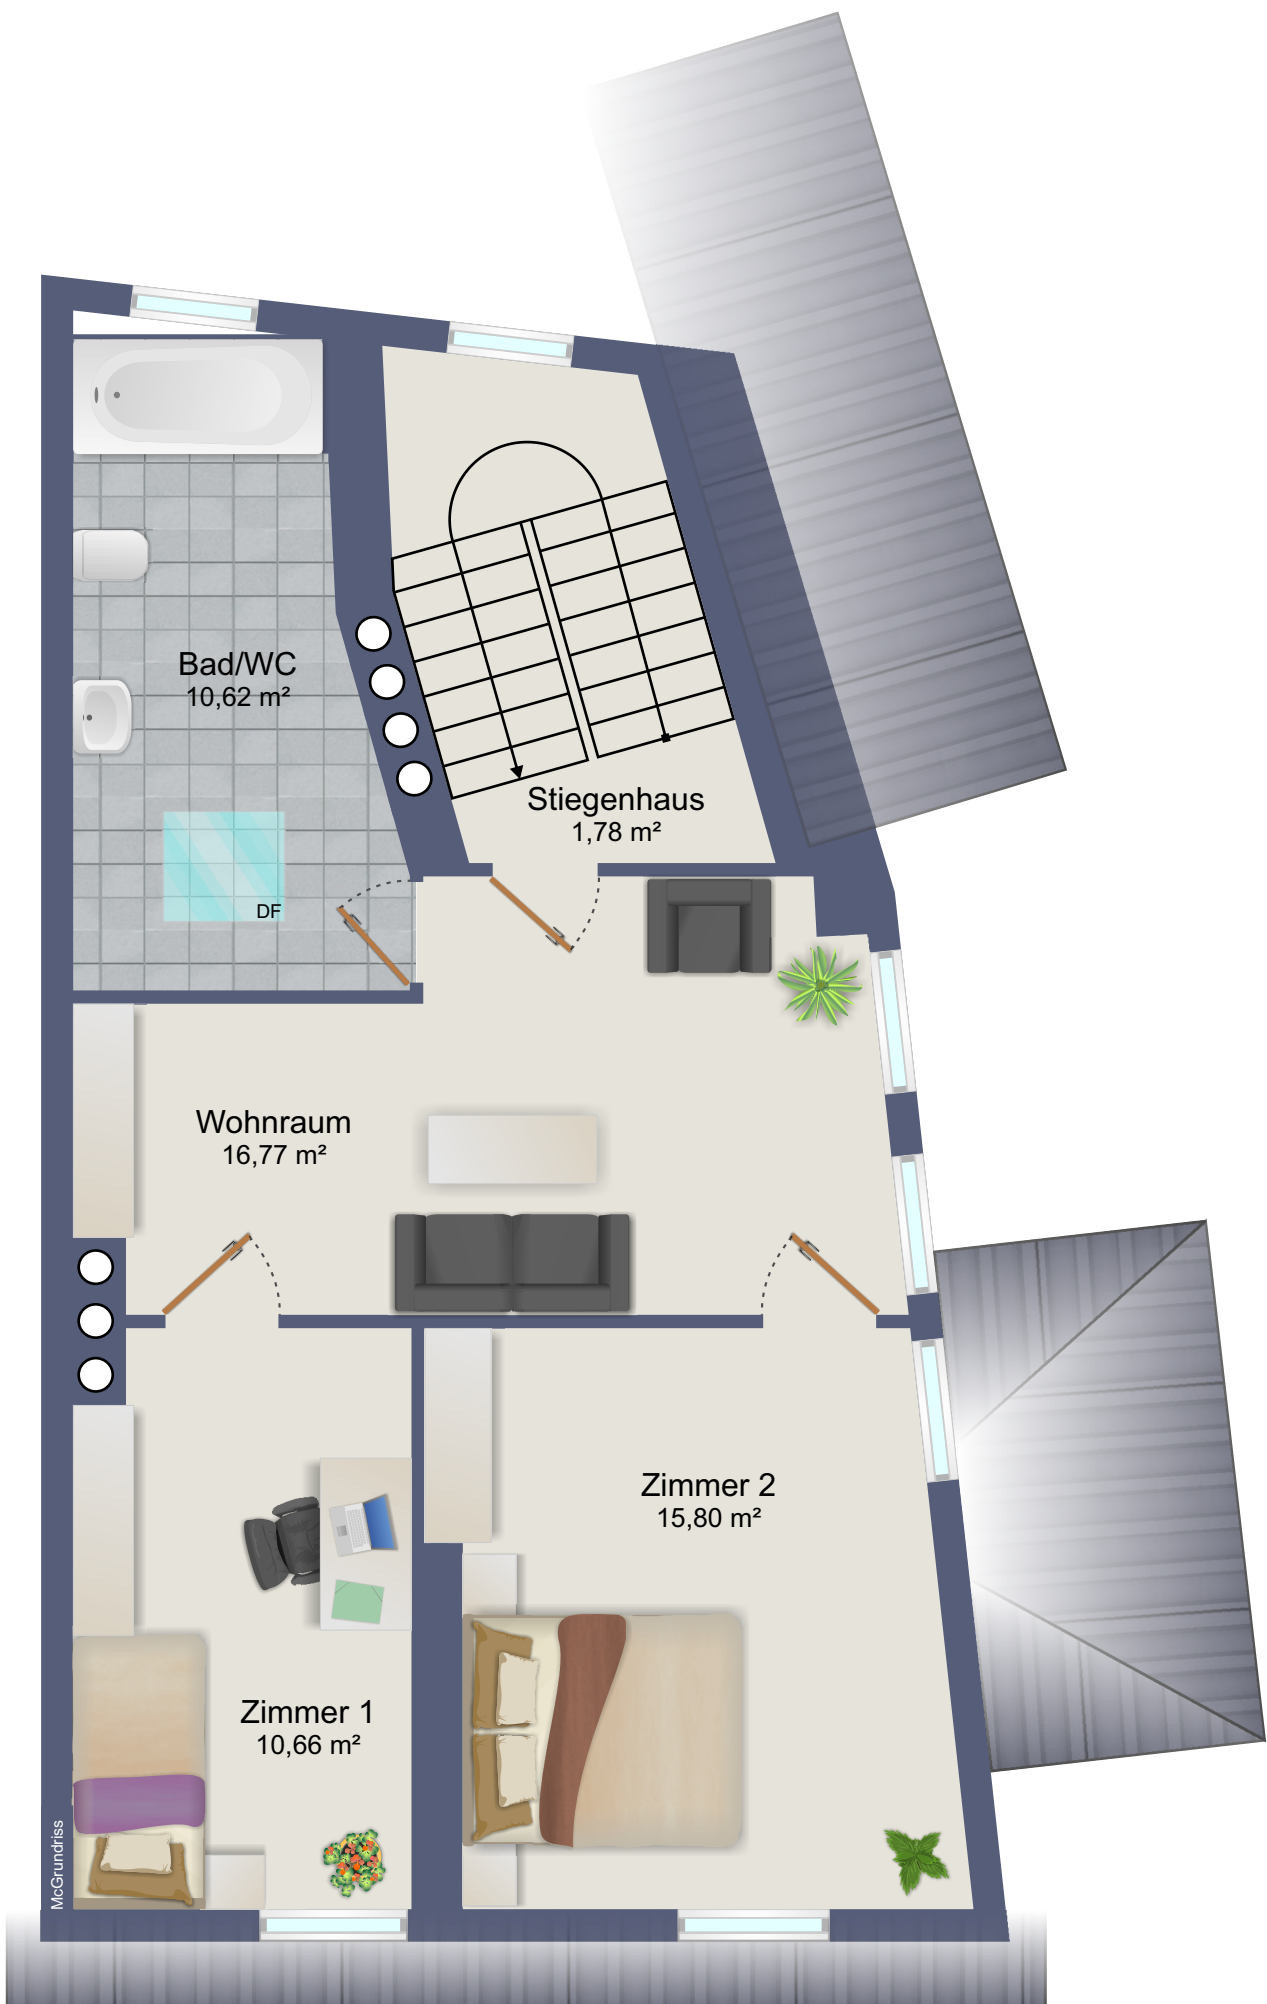 Bad/WC
10,62 m²
Stiegenhaus
1,78 m²
DF
Wohnraum
16,77 m²
Zimmer 2
15,80 m²
Zimmer 1
10,66 m²
McGrundriss